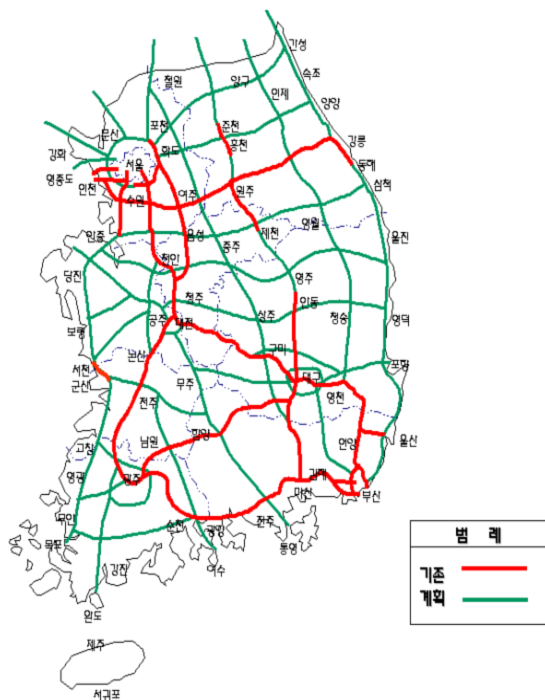 간성
속초
철원
양구
인제
양양
문산
포천
춘천
홍천
강릉
강화
서울
화도
동해
영종도
인천
삼척
수원
여주
원주
안중
음성
충주
제천
영월
울진
당진
천안
영주
청주
안동
보령
공주
대전
상주
청송
영덕
논산
구미
포항
서천
무주
대구
군산
전주
영천
고창
남원
함양
언양
울산
영광
광주
마산
김해
부산
무안
순천
광양
진주
목포
통영
강진
여수
완도
제주
서귀포
범 례
기존
계획